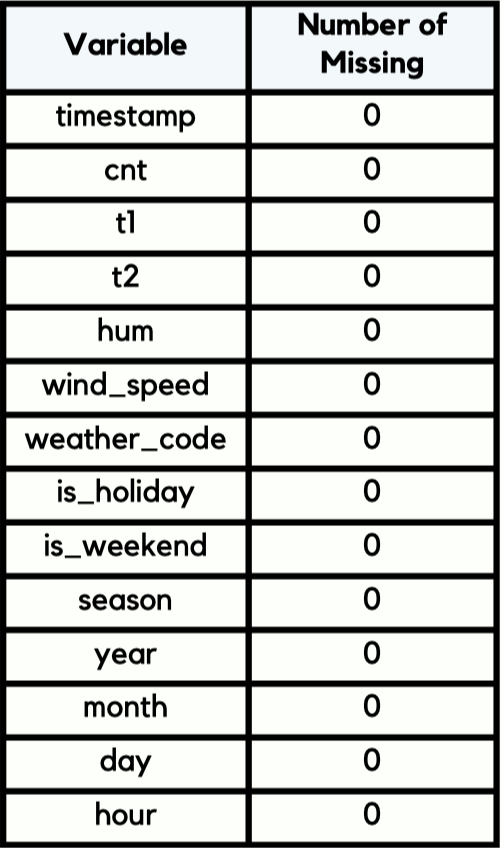 Variable Number of Missing
timestamp 0
cnt 0
t1 0
t2 0
hum 0
wind_speed 0
weather_code 0
is_holiday 0
is_weekend 0
season 0
year 0
month 0
day 0
hour 0